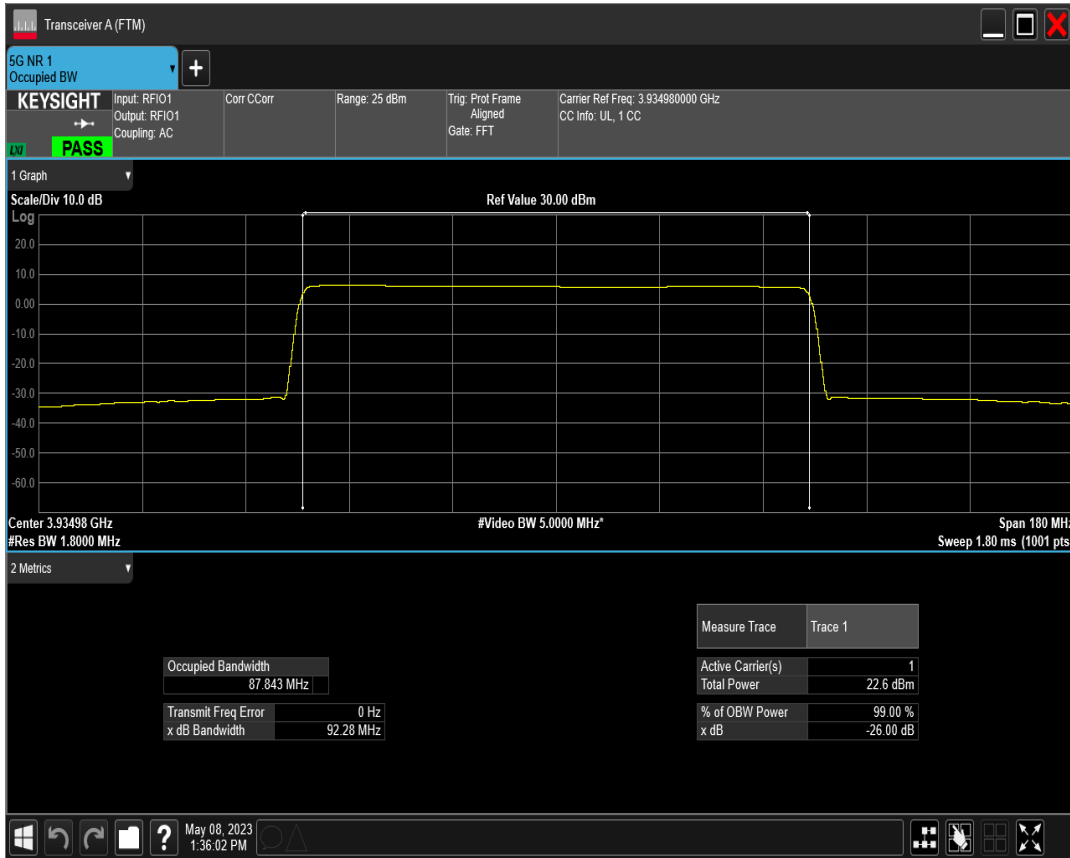 Transceiver A (FTM)
5G NR 1
Occupied BW
+
KEYSIGHT
LXI
PASS
Input: RFIO1
Output: RFIO1
Coupling: AC
Corr CCorr
Range: 25 dBm
Trig: Prot Frame
Aligned
Gate: FFT
Carrier Ref Freq: 3.934980000 GHz
CC Info: UL, 1 CC
1 Graph
Scale/Div 10.0 dB
Ref Value 30.00 dBm
Log
20.0
10.0
0.00
-10.0
-20.0
-30.0
-40.0
-50.0
-60.0
Center 3.93498 GHz
#Video BW 5.0000 MHz*
Span 180 MHz
#Res BW 1.8000 MHz
Sweep 1.80 ms (1001 pts
2 Metrics
Measure Trace Trace 1
Occupied Bandwidth
87.843 MHz
Transmit Freq Error 0 Hz
x dB Bandwidth 92.28 MHz
Active Carrier(s) 1
Total Power 22.6 dBm
% of OBW Power 99.00 %
x dB -26.00 dB
?
May 08, 2023
1:36:02 PM